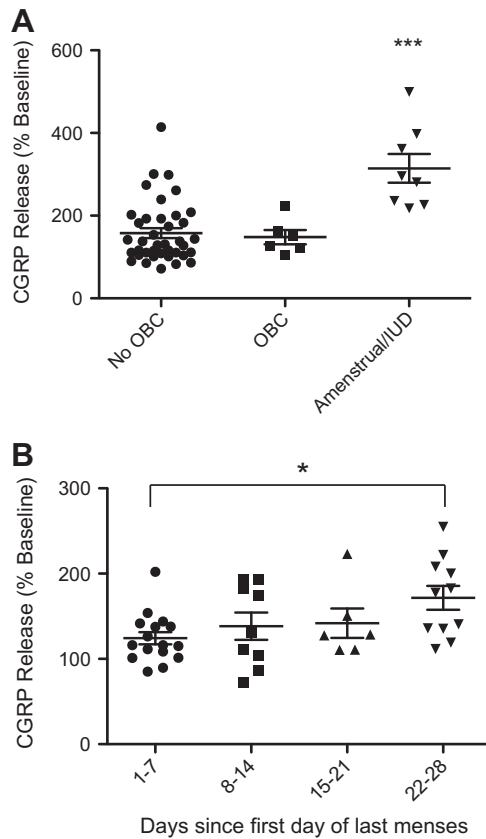 A
CGRP Release (% Baseline)
600
400
200
0
***
No OBC
OBC
Amenstrual/IUD
B
CGRP Release (% Baseline)
300
200
100
0
*
1-7
8-14
15-21
22-28
Days since first day of last menses